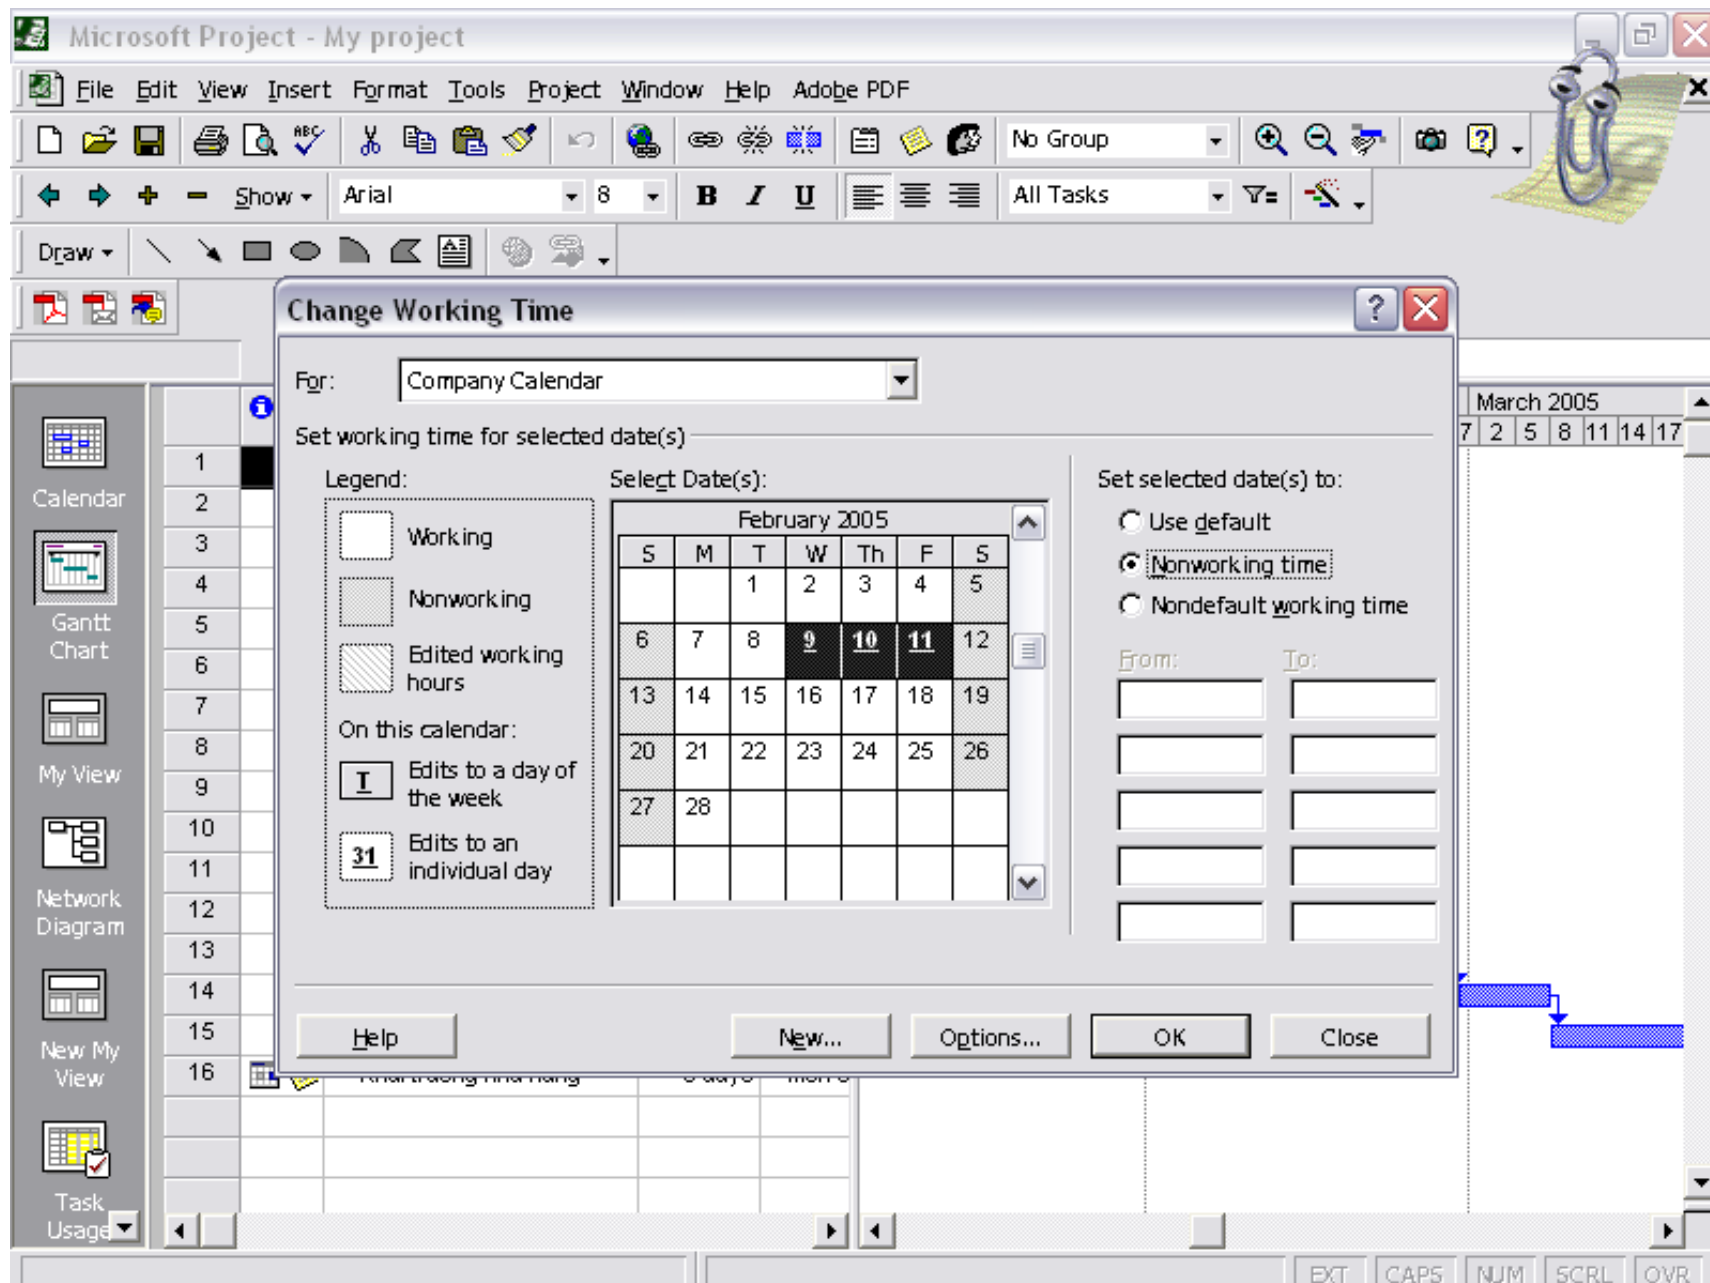 Microsoft Project - My project
File Edit View Insert Format Tools Project Window Help Adobe PDF
ABC No Group
Show Arial 8 B I U All Tasks
Draw
Change Working Time
For: Company Calendar
Set working time for selected date(s)
Legend:
Working
Nonworking
Edited working
hours
On this calendar:
T Edits to a day of
the week
31 Edits to an
individual day
Select Date(s):
February 2005
S M T W Th F S
1 2 3 4 5
6 7 8 9 10 11 12
13 14 15 16 17 18 19
20 21 22 23 24 25 26
27 28
Set selected date(s) to:
Use default
Nonworking time
Nondefault working time
From: To:
Help New... Options... OK Close
March 2005
7 2 5 8 11 14 17
Calendar
Gantt
Chart
My View
Network
Diagram
New My
View
Task
Usage
1
2
3
4
5
6
7
8
9
10
11
12
13
14
15
16
EXT CAPS NUM SCRL OVR